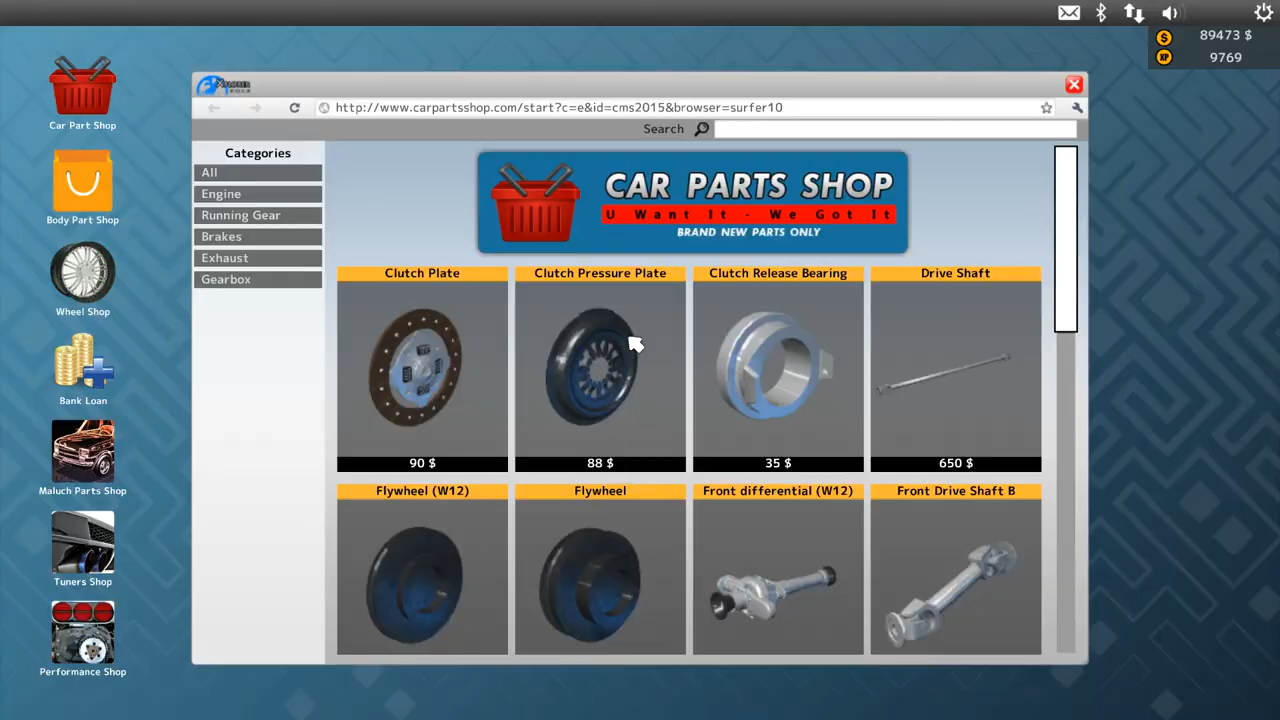 89473 $
9769
http://www.carpartsshop.com/start?c=e&id=cms2015&browser=surfer10
Search
Car Part Shop
Body Part Shop
Wheel Shop
Bank Loan
Maluch Parts Shop
Tuners Shop
Performance Shop
Categories
All
Engine
Running Gear
Brakes
Exhaust
Gearbox
CAR PARTS SHOP
U Want It - We Got It
BRAND NEW PARTS ONLY
Clutch Plate
Clutch Pressure Plate
Clutch Release Bearing
Drive Shaft
90 $
88 $
35 $
650 $
Flywheel (W12)
Flywheel
Front differential (W12)
Front Drive Shaft B